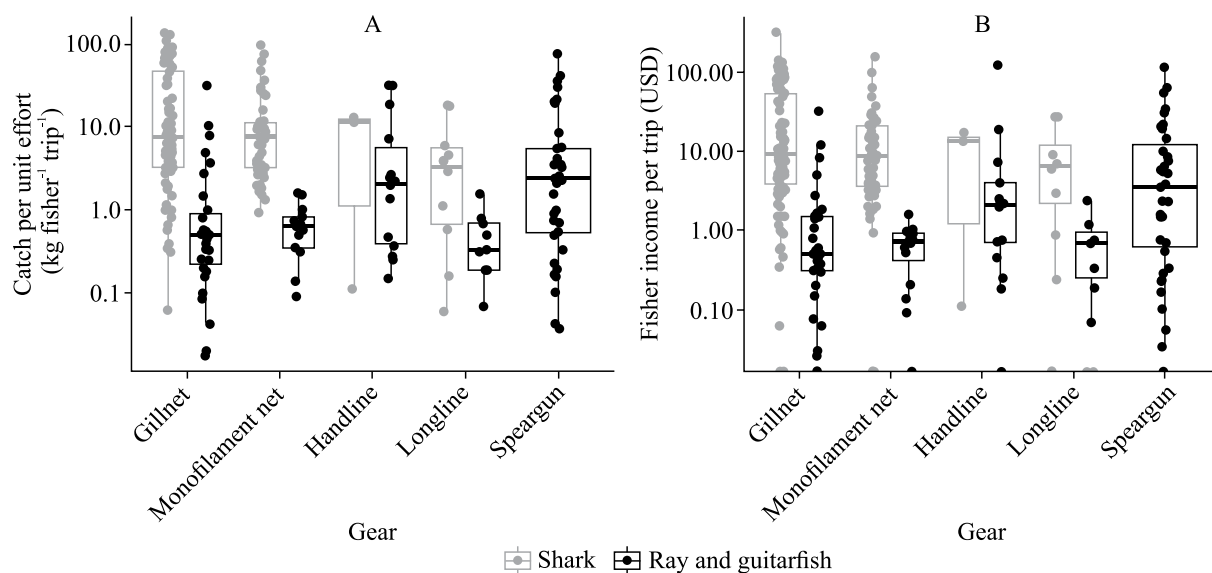 A
Catch per unit effort
(kg fisher⁻¹ trip⁻¹)
100.0
10.0
1.0
0.1
Gillnet
Monofilament net
Handline
Longline
Speargun
Gear
B
Fisher income per trip (USD)
100.00
10.00
1.00
0.10
Gillnet
Monofilament net
Handline
Longline
Speargun
Gear
Shark
Ray and guitarfish